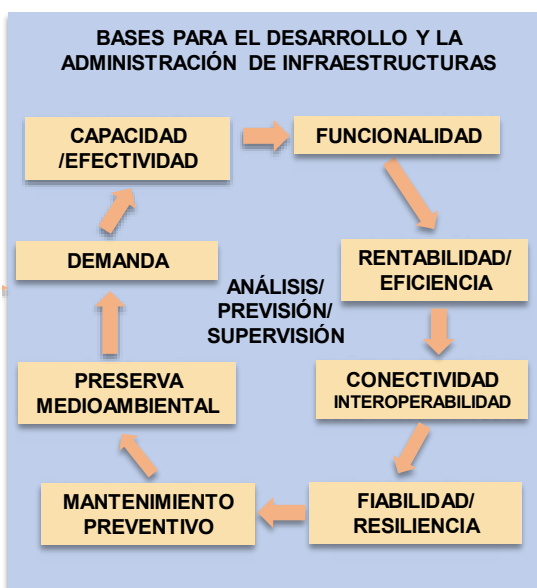 BASES PARA EL DESARROLLO Y LA
ADMINISTRACIÓN DE INFRAESTRUCTURAS
CAPACIDAD
/EFECTIVIDAD
FUNCIONALIDAD
DEMANDA
RENTABILIDAD/
EFICIENCIA
ANÁLISIS/
PREVISIÓN/
SUPERVISIÓN
PRESERVA
MEDIOAMBIENTAL
CONECTIVIDAD
INTEROPERABILIDAD
MANTENIMIENTO
PREVENTIVO
FIABILIDAD/
RESILIENCIA